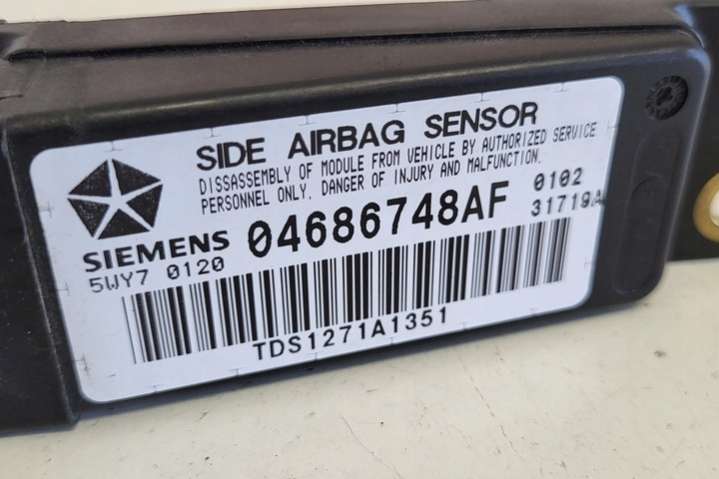 SIDE AIRBAG SENSOR
DISSASSEMBLY OF MODULE FROM VEHICLE BY AUTHORIZED SERVICE
PERSONNEL ONLY. DANGER OF INJURY AND MALFUNCTION.
SIEMENS 04686748AF 0102
5WY7 0120 31719A
TDS1271A1351